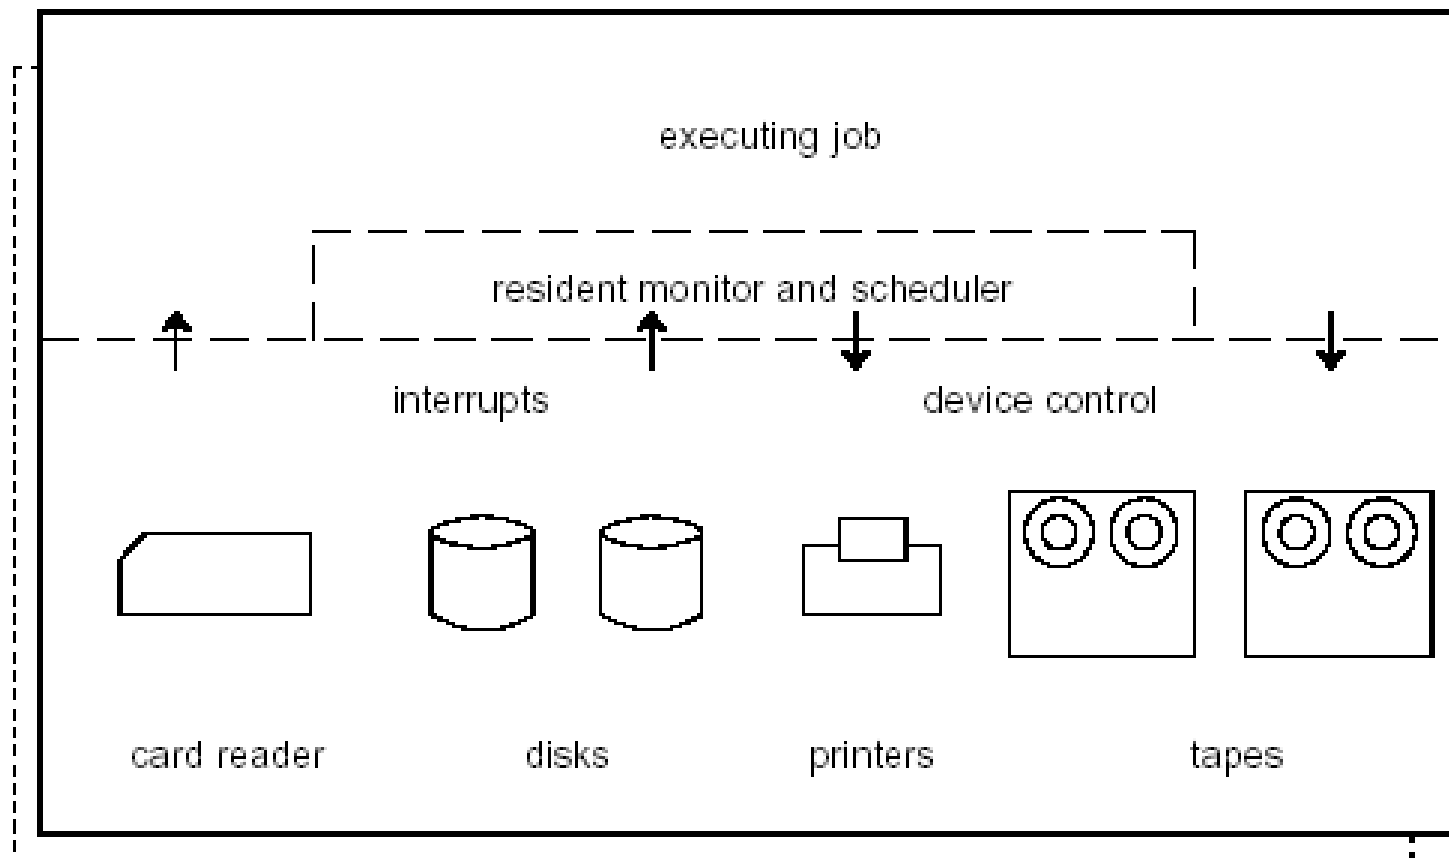 executing job
resident monitor and scheduler
interrupts
device control
card reader
disks
printers
tapes